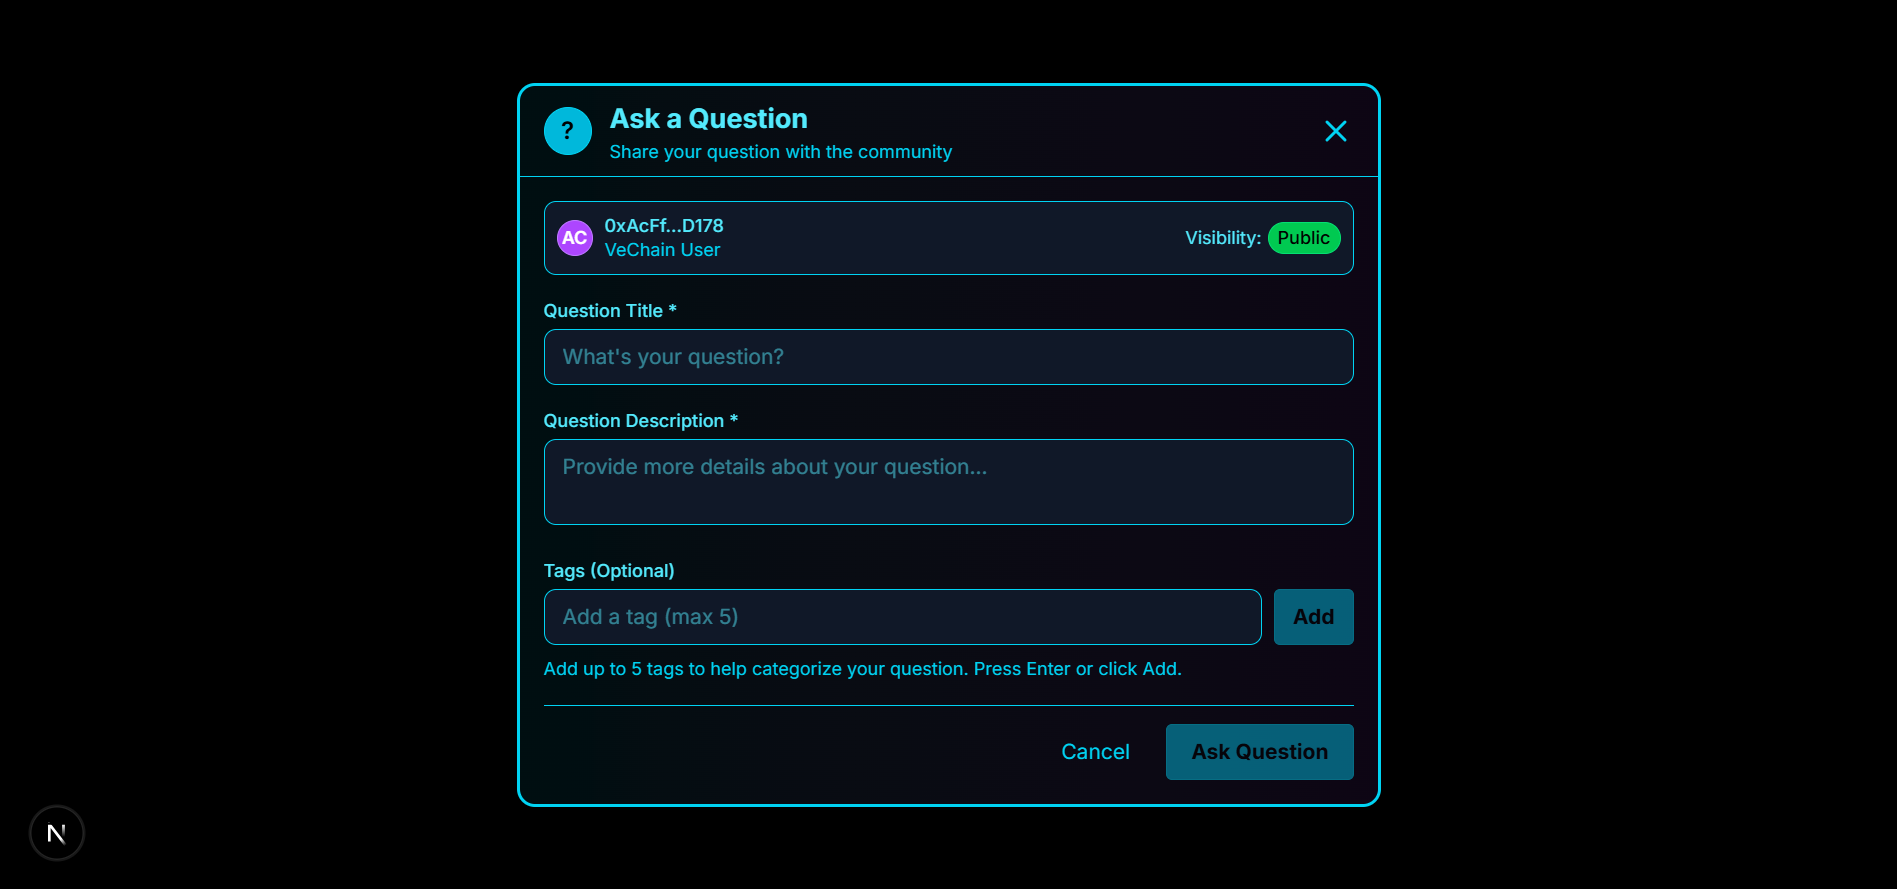 ?
Ask a Question
Share your question with the community
AC
0xAcFf...D178
VeChain User
Visibility: Public
Question Title *
What's your question?
Question Description *
Provide more details about your question...
Tags (Optional)
Add a tag (max 5)
Add
Add up to 5 tags to help categorize your question. Press Enter or click Add.
Cancel
Ask Question
N